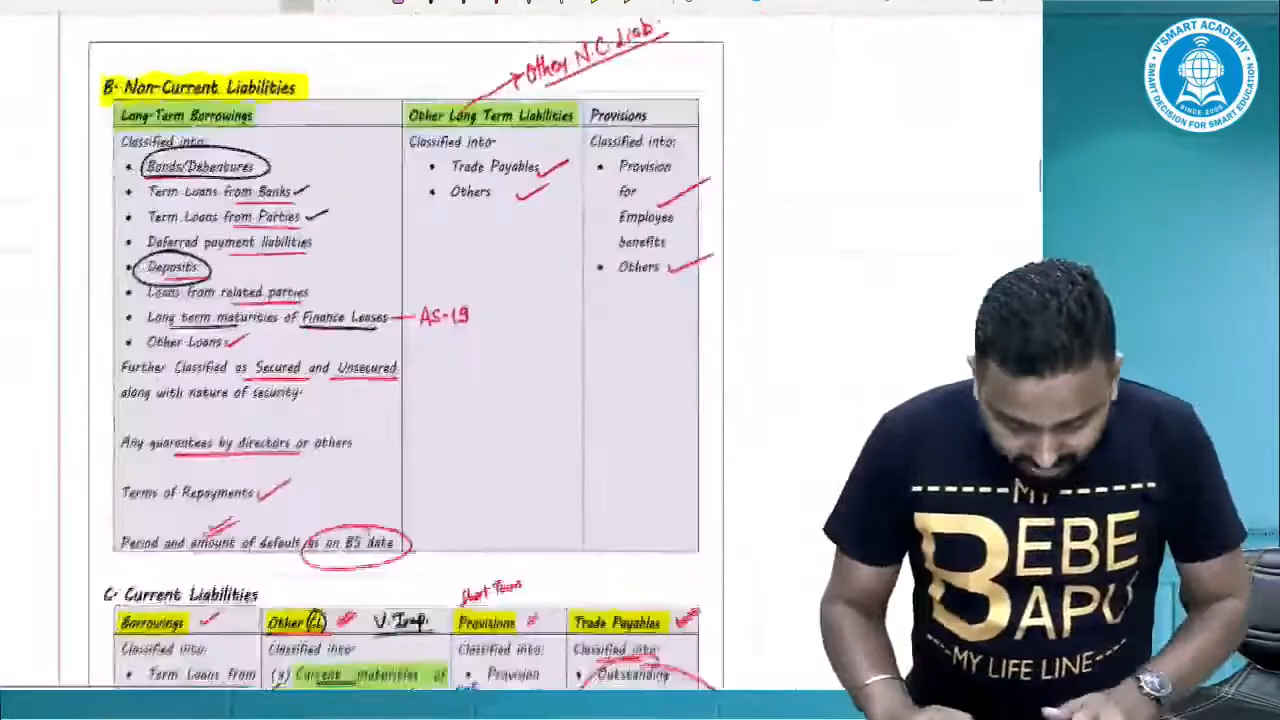 Other N.C. Liab.
B. Non-Current Liabilities
Long-Term Borrowings
Classified into:
• Bonds/Debentures
• Term Loans from Banks
• Term Loans from Parties
• Deferred payment liabilities
• Deposits
• Loans from related parties
• Long term maturities of Finance Leases
AS-19
• Other Loans
Further Classified as Secured and Unsecured
along with nature of security.
Any guarantees by directors or others
Terms of Repayments
Period and amount of default as on BS date
Other Long Term Liabilities
Classified into-
• Trade Payables
• Others
Provisions
Classified into:
• Provision
for
Employee
benefits
• Others
C. Current Liabilities
Borrowings
Classified into:
• Term Loans from
Other (CL)
V. Imp.
Classified into:
(a) Current maturities of
Short Term
Provisions
Classified into:
• Provision
Trade Payables
Classified into:
• Outstanding
V'SMART ACADEMY
SINCE-2005
SMART DECISION FOR SMART EDUCATION
MY
BEBE
BAPU
MY LIFE LINE